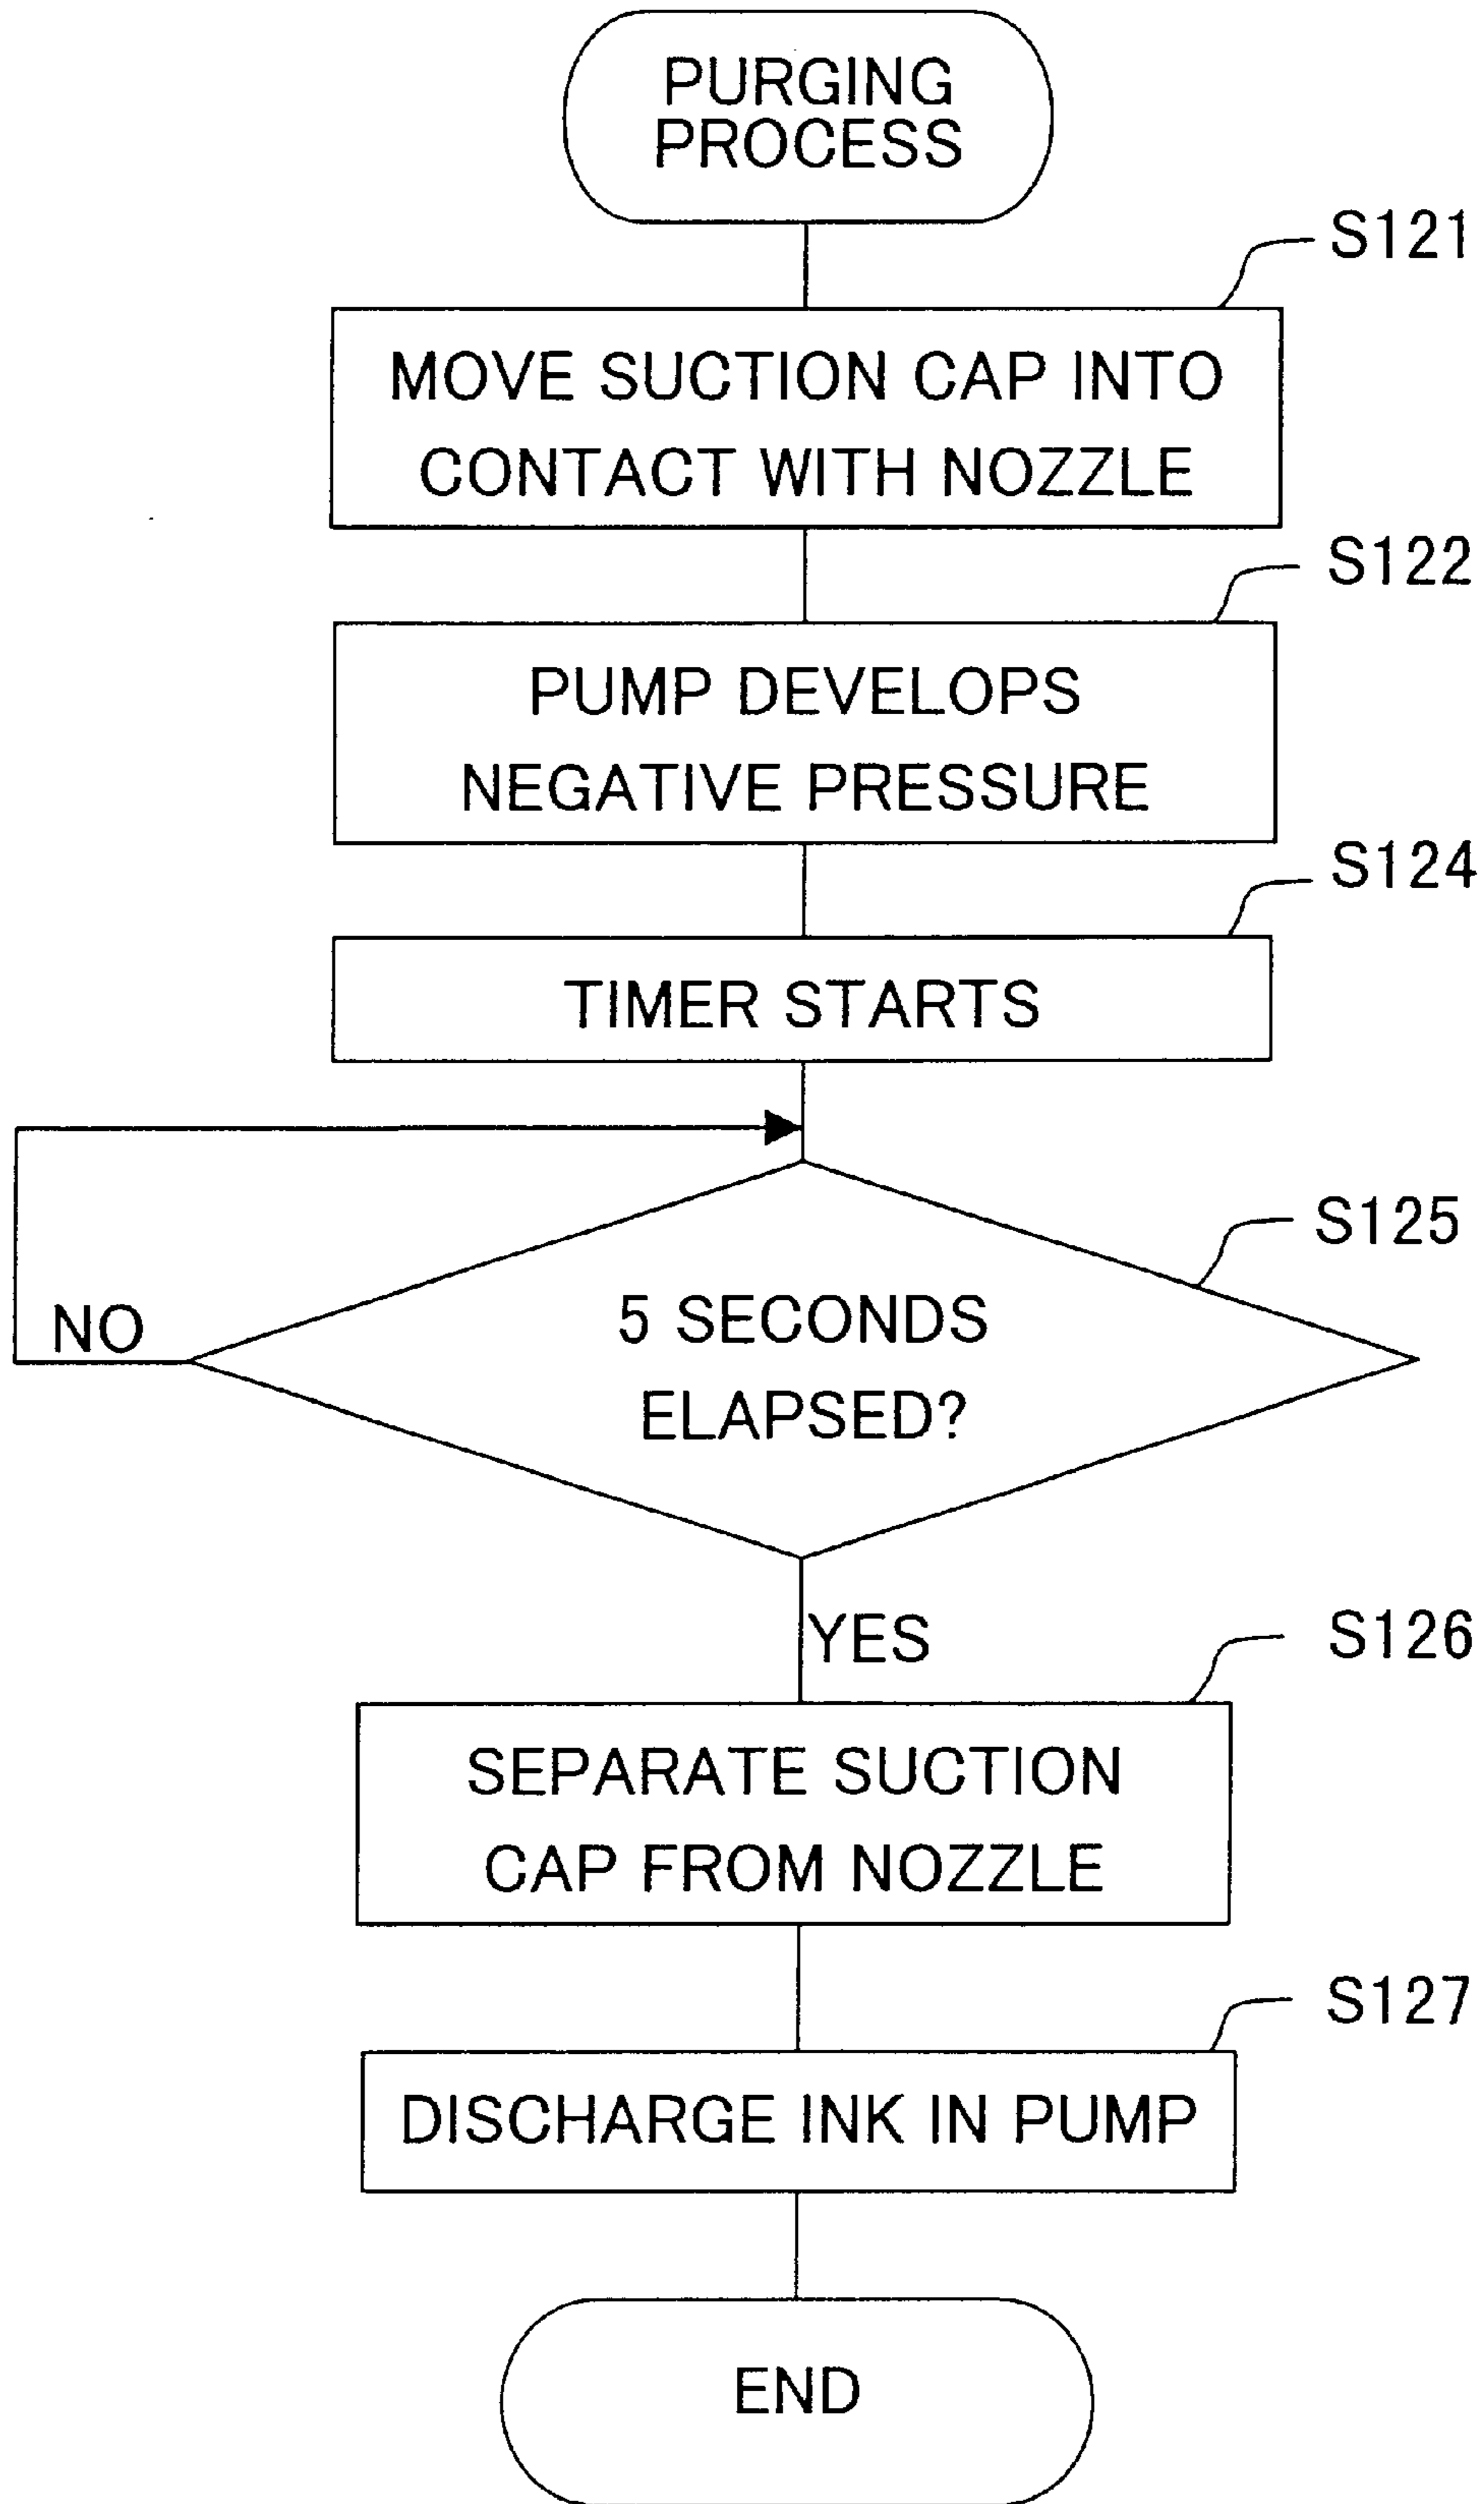 PURGING
PROCESS
S121
MOVE SUCTION CAP INTO
CONTACT WITH NOZZLE
S122
PUMP DEVELOPS
NEGATIVE PRESSURE
S124
TIMER STARTS
S125
5 SECONDS
ELAPSED?
NO
YES
S126
SEPARATE SUCTION
CAP FROM NOZZLE
S127
DISCHARGE INK IN PUMP
END